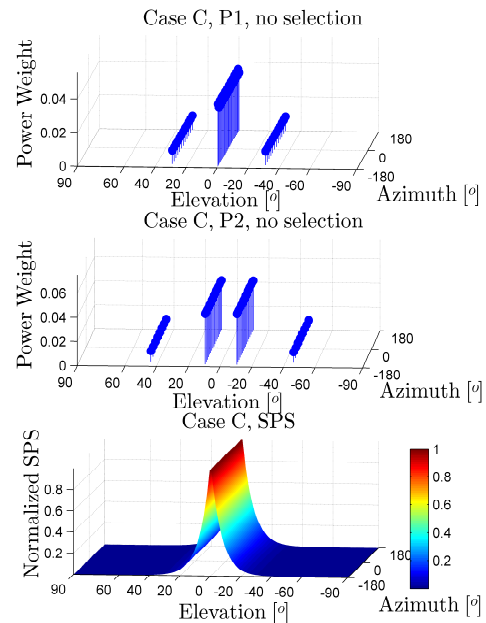 Case C, P1, no selection
Power Weight
0.04
0.02
0
90 60 40 20 0 -20 -40 -60 -90
180
0
-180
Elevation [o]
Azimuth [o]
Case C, P2, no selection
Power Weight
0.06
0.04
0.02
0
80 60 40 20 0 -20 -40 -60 -90
180
0
-180
Elevation [o]
Azimuth [o]
Case C, SPS
Normalized SPS
0.8
0.6
0.4
0.2
90 60 40 20 0 -20 -40 -60 -90
180
0
-180
Elevation [o]
Azimuth [o]
1
0.8
0.6
0.4
0.2